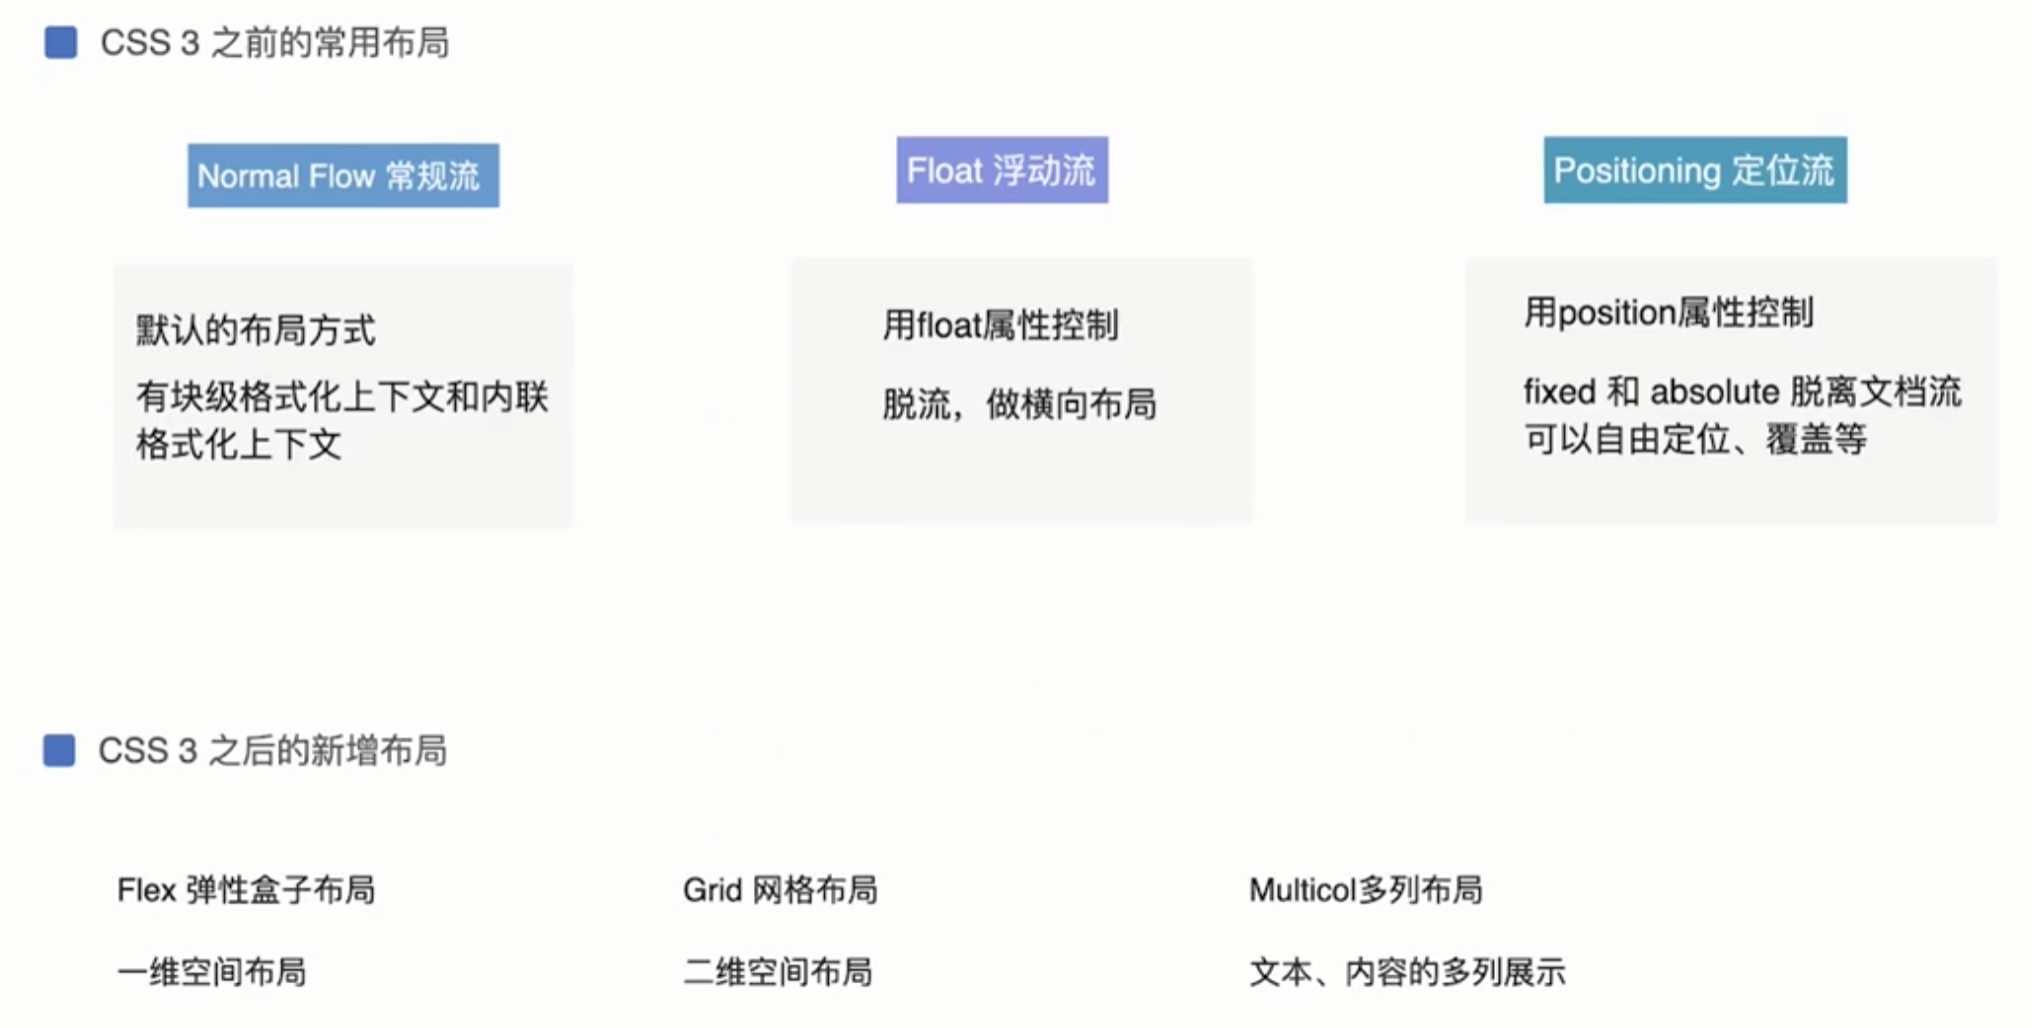 CSS 3 之前的常用布局
Normal Flow 常规流
默认的布局方式
有块级格式化上下文和内联
格式化上下文
Float 浮动流
用float属性控制
脱流，做横向布局
Positioning 定位流
用position属性控制
fixed 和 absolute 脱离文档流
可以自由定位、覆盖等
CSS 3 之后的新增布局
Flex 弹性盒子布局
一维空间布局
Grid 网格布局
二维空间布局
Multicol多列布局
文本、内容的多列展示